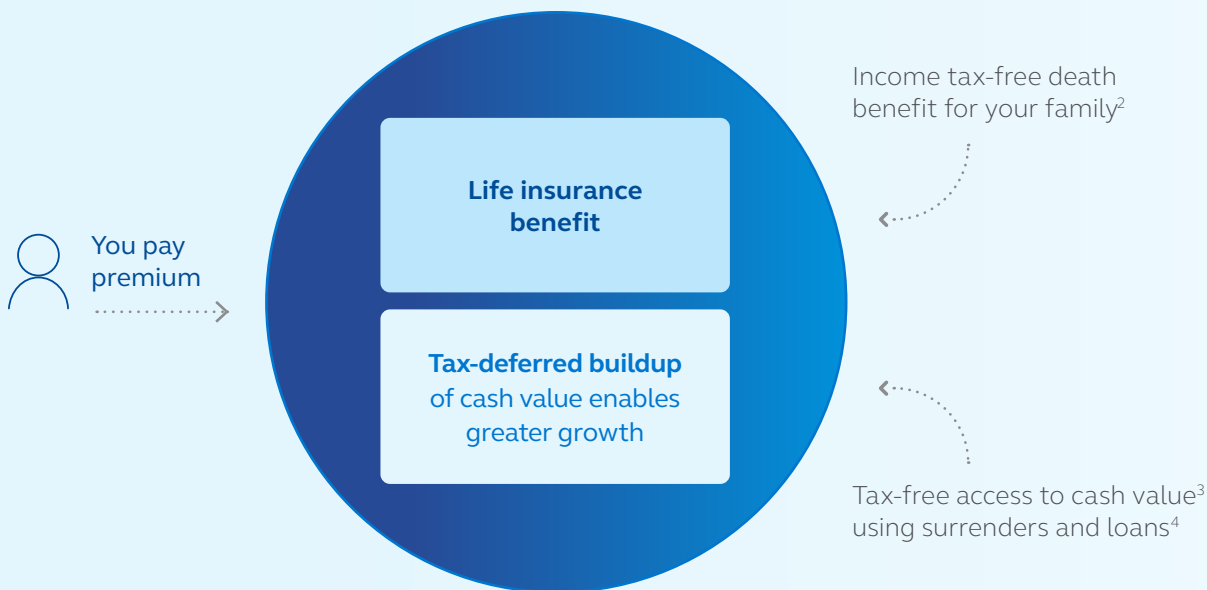 Income tax-free death
benefit for your family²
Life insurance
benefit
You pay
premium
Tax-deferred buildup
of cash value enables
greater growth
Tax-free access to cash value³
using surrenders and loans⁴